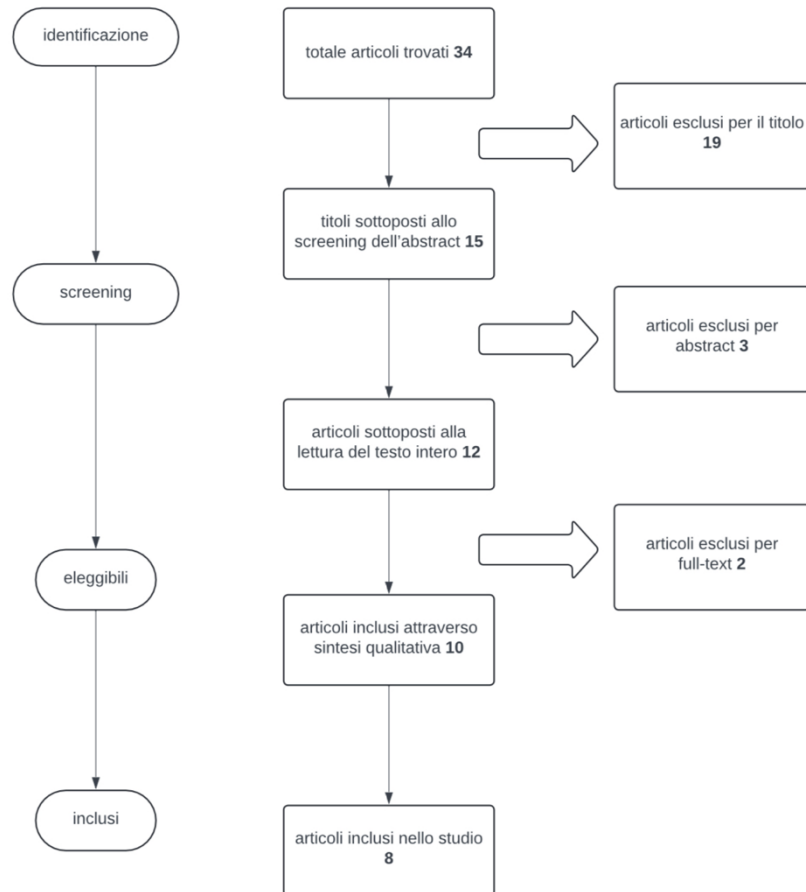 identificazione
totale articoli trovati 34
articoli esclusi per il titolo
19
titoli sottoposti allo
screening dell'abstract 15
screening
articoli esclusi per
abstract 3
articoli sottoposti alla
lettura del testo intero 12
articoli esclusi per
full-text 2
eleggibili
articoli inclusi attraverso
sintesi qualitativa 10
inclusi
articoli inclusi nello studio
8